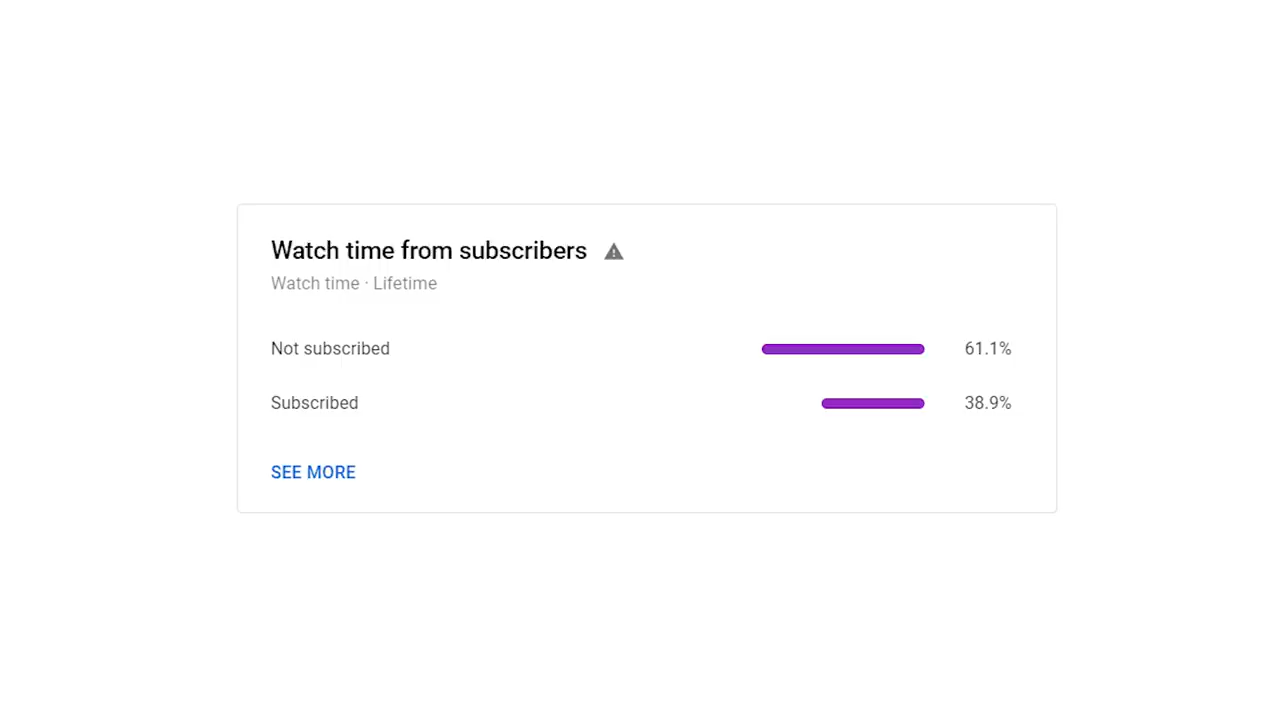 Watch time from subscribers
Watch time · Lifetime
Not subscribed 61.1%
Subscribed 38.9%
SEE MORE